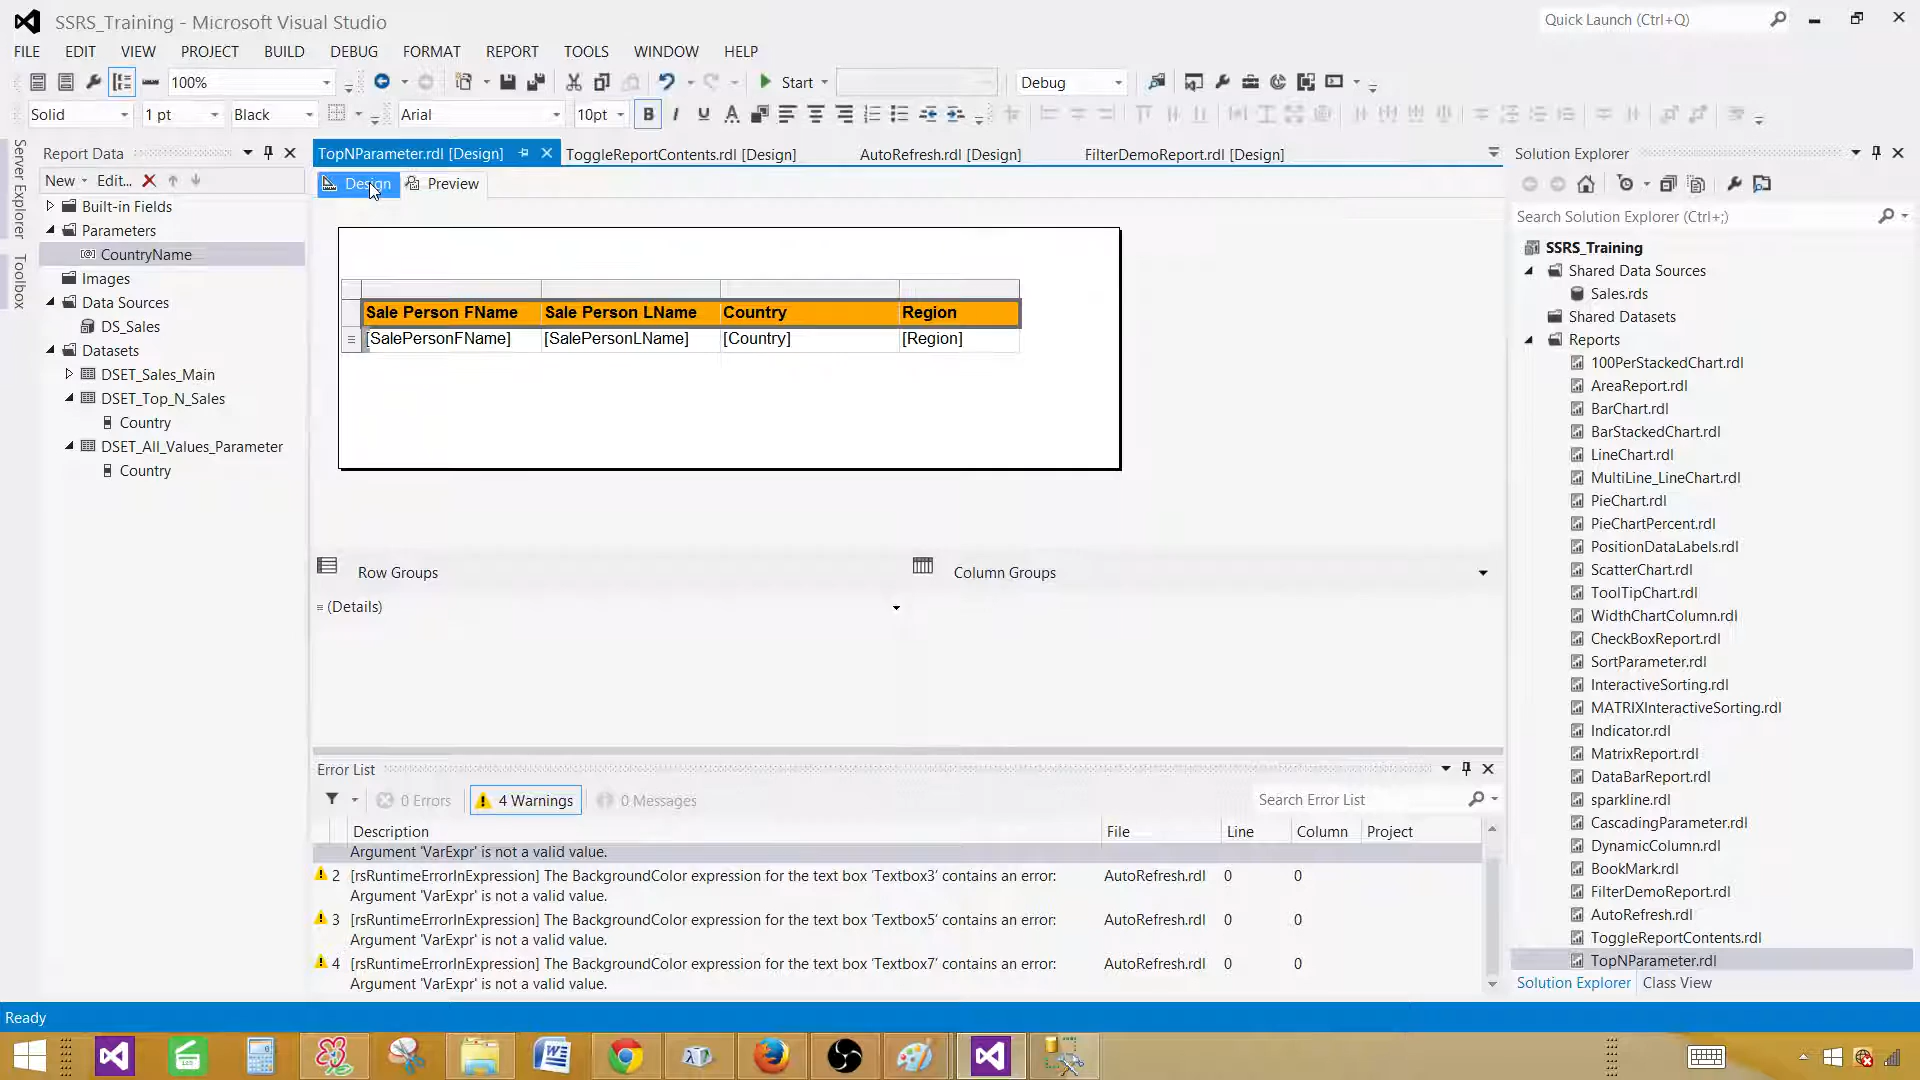 SSRS_Training - Microsoft Visual Studio
Quick Launch (Ctrl+Q)
FILE EDIT VIEW PROJECT BUILD DEBUG FORMAT REPORT TOOLS WINDOW HELP
100% Start Debug
Solid 1 pt Black Arial 10pt B I U A
Server Explorer
Toolbox
Report Data
New Edit...
Built-in Fields
Parameters
[@] CountryName
Images
Data Sources
DS_Sales
Datasets
DSET_Sales_Main
DSET_Top_N_Sales
Country
DSET_All_Values_Parameter
Country
TopNParameter.rdl [Design] ToggleReportContents.rdl [Design] AutoRefresh.rdl [Design] FilterDemoReport.rdl [Design]
Design Preview
Sale Person FName Sale Person LName Country Region
[SalePersonFName] [SalePersonLName] [Country] [Region]
Row Groups Column Groups
(Details)
Error List
0 Errors 4 Warnings 0 Messages Search Error List
Description File Line Column Project
Argument 'VarExpr' is not a valid value.
2 [rsRuntimeErrorInExpression] The BackgroundColor expression for the text box 'Textbox3' contains an error: AutoRefresh.rdl 0 0
Argument 'VarExpr' is not a valid value.
3 [rsRuntimeErrorInExpression] The BackgroundColor expression for the text box 'Textbox5' contains an error: AutoRefresh.rdl 0 0
Argument 'VarExpr' is not a valid value.
4 [rsRuntimeErrorInExpression] The BackgroundColor expression for the text box 'Textbox7' contains an error: AutoRefresh.rdl 0 0
Argument 'VarExpr' is not a valid value.
Solution Explorer
Search Solution Explorer (Ctrl+;)
SSRS_Training
Shared Data Sources
Sales.rds
Shared Datasets
Reports
100PerStackedChart.rdl
AreaReport.rdl
BarChart.rdl
BarStackedChart.rdl
LineChart.rdl
MultiLine_LineChart.rdl
PieChart.rdl
PieChartPercent.rdl
PositionDataLabels.rdl
ScatterChart.rdl
ToolTipChart.rdl
WidthChartColumn.rdl
CheckBoxReport.rdl
SortParameter.rdl
InteractiveSorting.rdl
MATRIXInteractiveSorting.rdl
Indicator.rdl
MatrixReport.rdl
DataBarReport.rdl
sparkline.rdl
CascadingParameter.rdl
DynamicColumn.rdl
BookMark.rdl
FilterDemoReport.rdl
AutoRefresh.rdl
ToggleReportContents.rdl
TopNParameter.rdl
Solution Explorer Class View
Ready